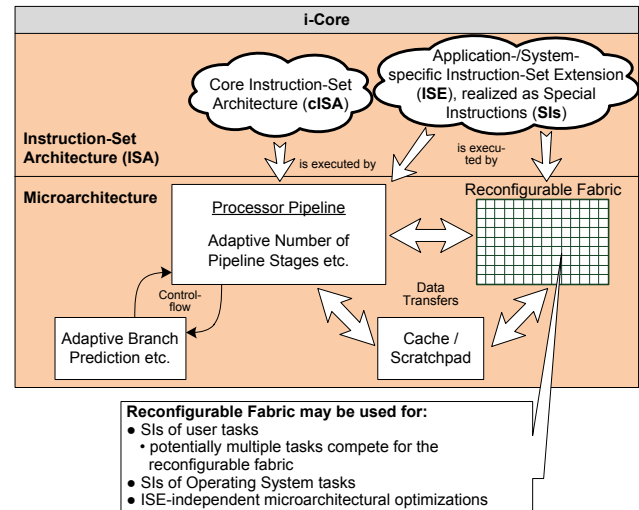 i-Core
Application-/System-
specific Instruction-Set Extension
(ISE), realized as Special
Instructions (SIs)
Core Instruction-Set
Architecture (cISA)
Instruction-Set
Architecture (ISA)
is executed by
is execu-
ted by
Microarchitecture
Reconfigurable Fabric
Processor Pipeline
Adaptive Number of
Pipeline Stages etc.
Control-
flow
Data
Transfers
Adaptive Branch
Prediction etc.
Cache /
Scratchpad
Reconfigurable Fabric may be used for:
● SIs of user tasks
• potentially multiple tasks compete for the
reconfigurable fabric
● SIs of Operating System tasks
● ISE-independent microarchitectural optimizations